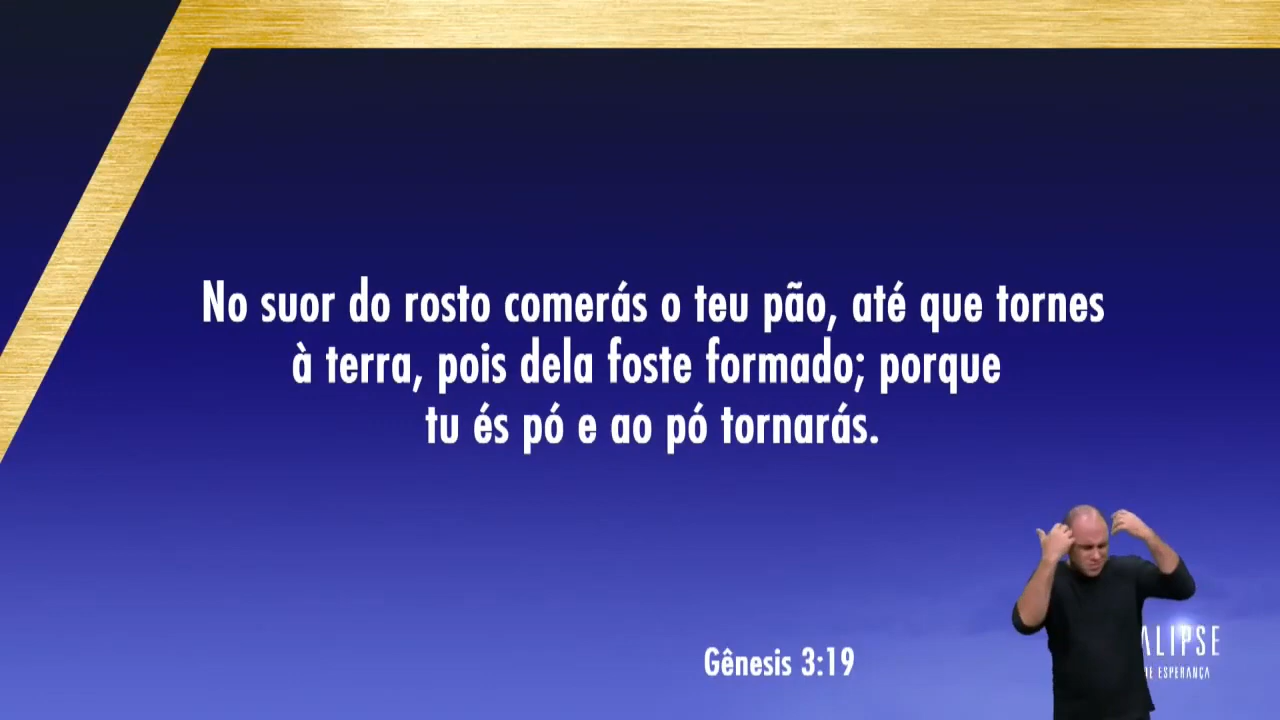 No suor do rosto comerás o teu pão, até que tornes
à terra, pois dela foste formado; porque
tu és pó e ao pó tornarás.
Gênesis 3:19
ALIPSE
DE ESPERANÇA